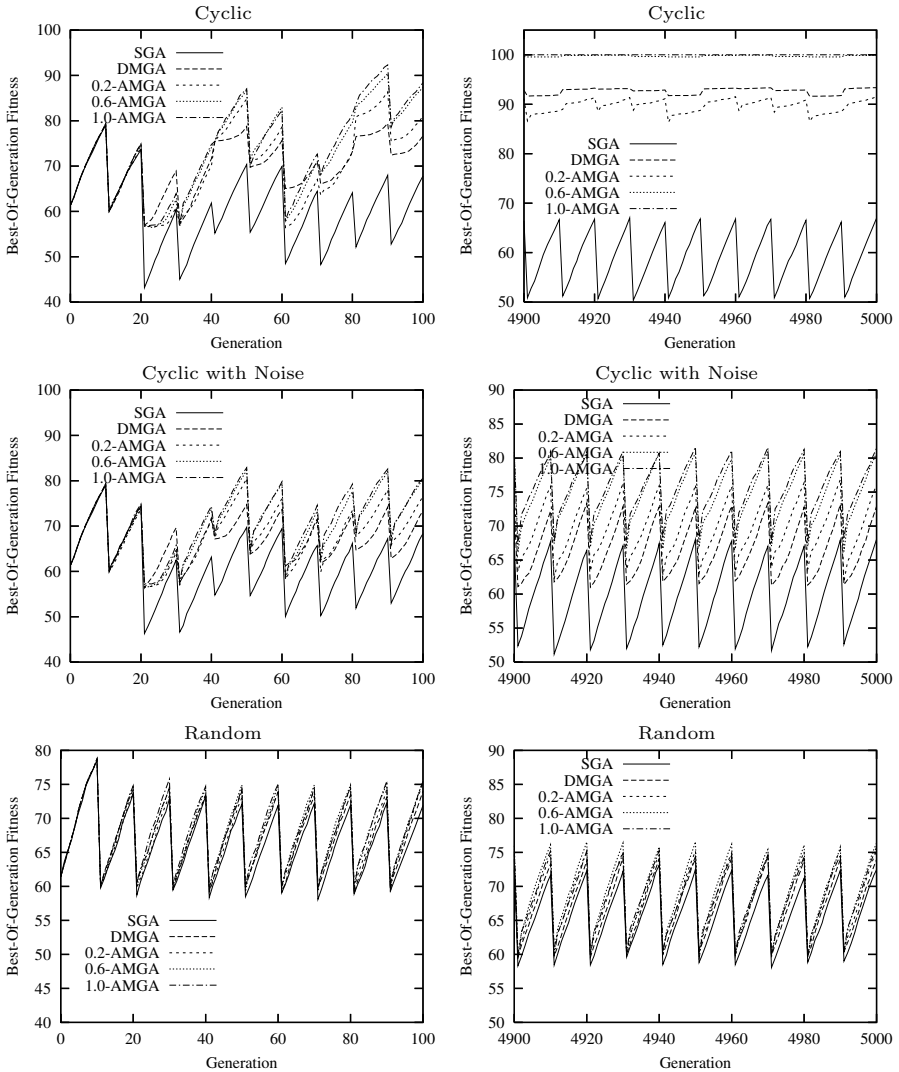 Cyclic
Best-Of-Generation Fitness
100
90
80
70
60
50
40
SGA
DMGA
0.2-AMGA
0.6-AMGA
1.0-AMGA
0 20 40 60 80 100
Generation
Cyclic
Best-Of-Generation Fitness
100
90
80
70
60
50
SGA
DMGA
0.2-AMGA
0.6-AMGA
1.0-AMGA
4900 4920 4940 4960 4980 5000
Generation
Cyclic with Noise
Best-Of-Generation Fitness
100
90
80
70
60
50
40
SGA
DMGA
0.2-AMGA
0.6-AMGA
1.0-AMGA
0 20 40 60 80 100
Generation
Cyclic with Noise
Best-Of-Generation Fitness
90
85
80
75
70
65
60
55
50
SGA
DMGA
0.2-AMGA
0.6-AMGA
1.0-AMGA
4900 4920 4940 4960 4980 5000
Generation
Random
Best-Of-Generation Fitness
80
75
70
65
60
55
50
45
40
SGA
DMGA
0.2-AMGA
0.6-AMGA
1.0-AMGA
0 20 40 60 80 100
Generation
Random
Best-Of-Generation Fitness
90
85
80
75
70
65
60
55
50
SGA
DMGA
0.2-AMGA
0.6-AMGA
1.0-AMGA
4900 4920 4940 4960 4980 5000
Generation